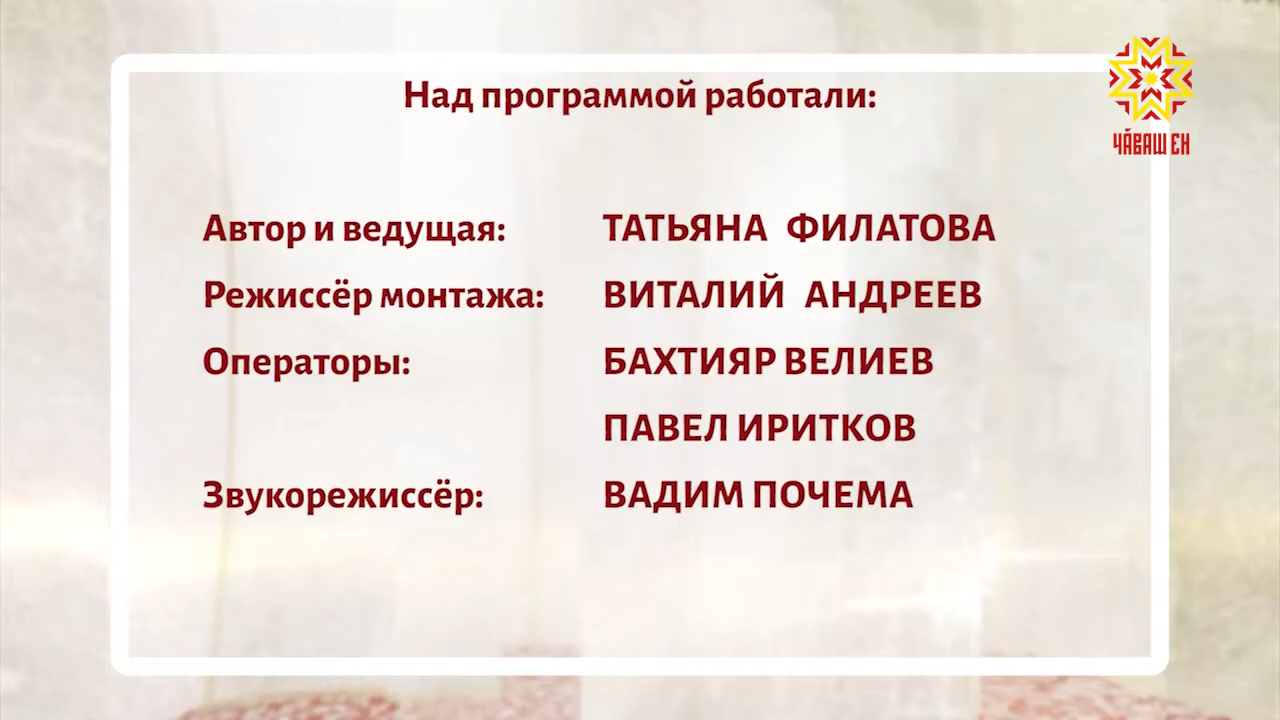 Над программой работали:
ЧӐВАШ ЕН
Автор и ведущая: ТАТЬЯНА ФИЛАТОВА
Режиссёр монтажа: ВИТАЛИЙ АНДРЕЕВ
Операторы: БАХТИЯР ВЕЛИЕВ
ПАВЕЛ ИРИТКОВ
Звукорежиссёр: ВАДИМ ПОЧЕМА